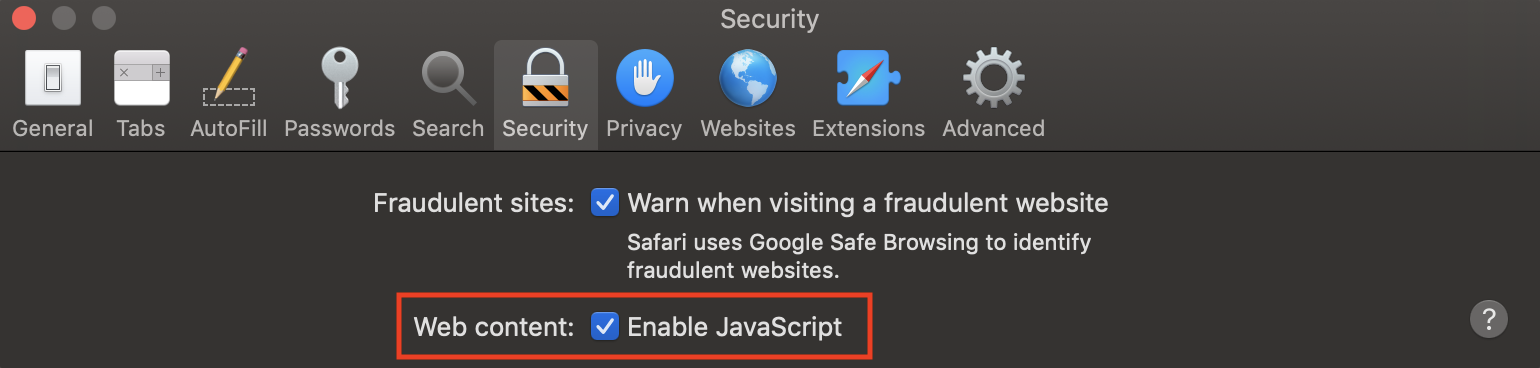 Security
General Tabs AutoFill Passwords Search Security Privacy Websites Extensions Advanced
Fraudulent sites: Warn when visiting a fraudulent website
Safari uses Google Safe Browsing to identify
fraudulent websites.
Web content: Enable JavaScript
?